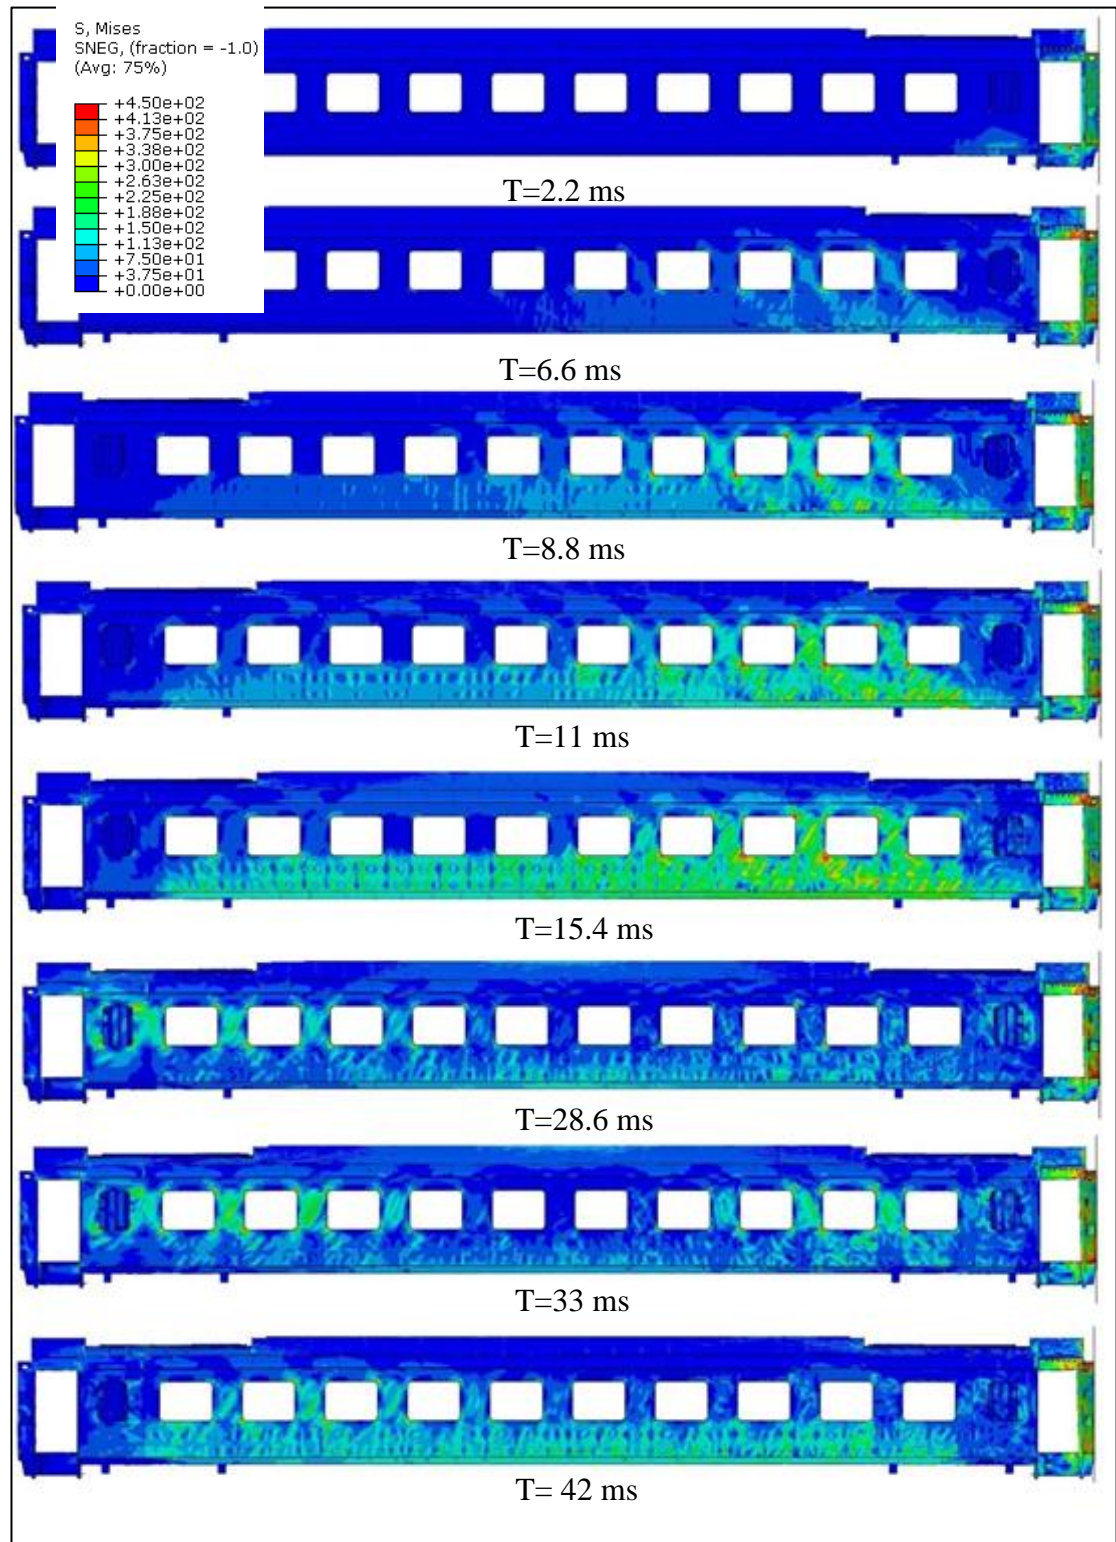 S, Mises
SNEG, (fraction = -1.0)
(Avg: 75%)
+4.50e+02
+4.13e+02
+3.75e+02
+3.38e+02
+3.00e+02
+2.63e+02
+2.25e+02
+1.88e+02
+1.50e+02
+1.13e+02
+7.50e+01
+3.75e+01
+0.00e+00
T=2.2 ms
T=6.6 ms
T=8.8 ms
T=11 ms
T=15.4 ms
T=28.6 ms
T=33 ms
T= 42 ms